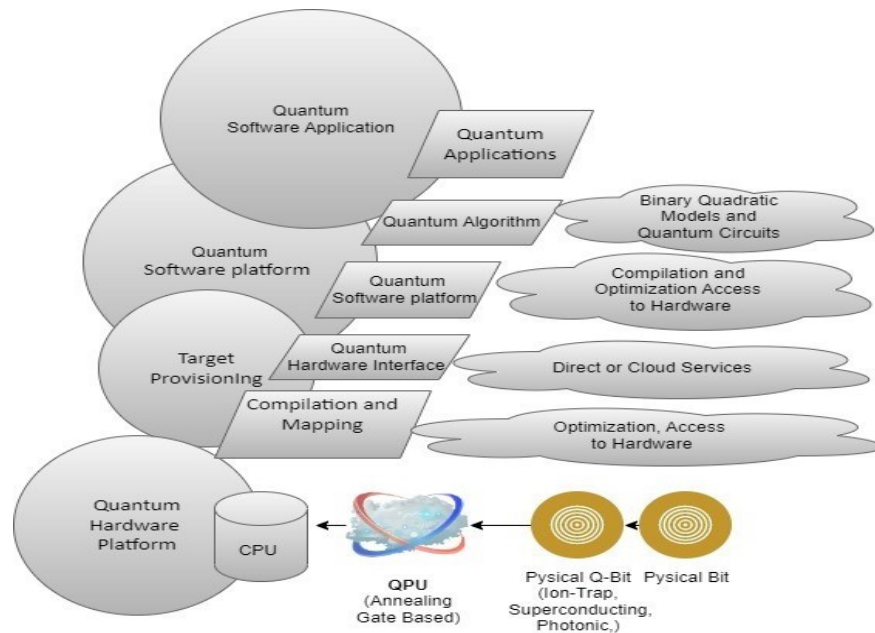 Quantum
Software Application
Quantum
Applications
Quantum Algorithm
Binary Quadratic
Models and
Quantum Circuits
Quantum
Software platform
Quantum
Software platform
Compilation and
Optimization Access
to Hardware
Target
ProvisionIng
Quantum
Hardware Interface
Direct or Cloud Services
Compilation and
Mapping
Optimization, Access
to Hardware
Quantum
Hardware
Platform
CPU
QPU
(Annealing
Gate Based)
Pysical Q-Bit
(Ion-Trap,
Superconducting,
Photonic,)
Pysical Bit